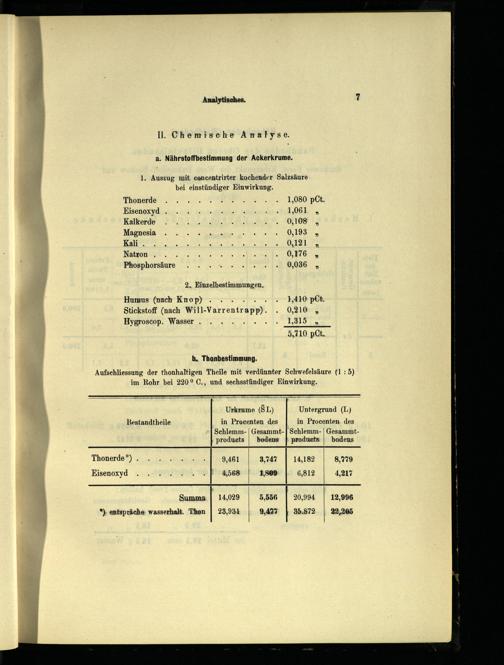 Analytisches. 7
II. Chemische Analyse.
a. Nährstoffbestimmung der Ackerkrume.
1. Auszug mit concentrirter kochender Salzsäure
bei einstündiger Einwirkung.
Thonerde . . . . . . . . . . . 1,080 pCt.
Eisenoxyd . . . . . . . . . . . 1,061 „
Kalkerde . . . . . . . . . . . 0,108 „
Magnesia . . . . . . . . . . . 0,193 „
Kali . . . . . . . . . . . . . 0,121 „
Natron . . . . . . . . . . . . 0,176 „
Phosphorsäure . . . . . . . . . 0,036 „
2. Einzelbestimmungen.
Humus (nach Knop) . . . . . . . 1,410 pCt.
Stickstoff (nach Will-Varrentrapp) . . 0,210 „
Hygroscop. Wasser . . . . . . . . 1,315 „
5,710 pCt.
b. Thonbestimmung.
Aufschliessung der thonhaltigen Theile mit verdünnter Schwefelsäure (1 : 5)
im Rohr bei 220° C., und sechsstündiger Einwirkung.
Urkrume (ŠL) Untergrund (L)
in Procenten des in Procenten des
Bestandtheile Schlemm- Gesammt- Schlemm- Gesammt-
products bodens products bodens
Thonerde*) . . . . . . . 9,461 3,747 14,182 8,779
Eisenoxyd . . . . . . . 4,568 1,809 6,812 4,217
Summa 14,029 5,556 20,994 12,996
*) entspräche wasserhalt. Thon 23,931 9,477 35,872 22,205